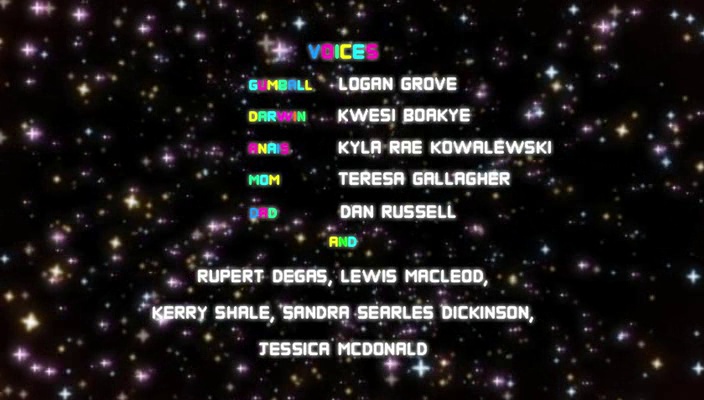 VOICES
GUMBALL LOGAN GROVE
DARWIN KWESI BOAKYE
ANAIS KYLA RAE KOWALEWSKI
MOM TERESA GALLAGHER
DAD DAN RUSSELL
AND
RUPERT DEGAS, LEWIS MACLEOD,
KERRY SHALE, SANDRA SEARLES DICKINSON,
JESSICA MCDONALD